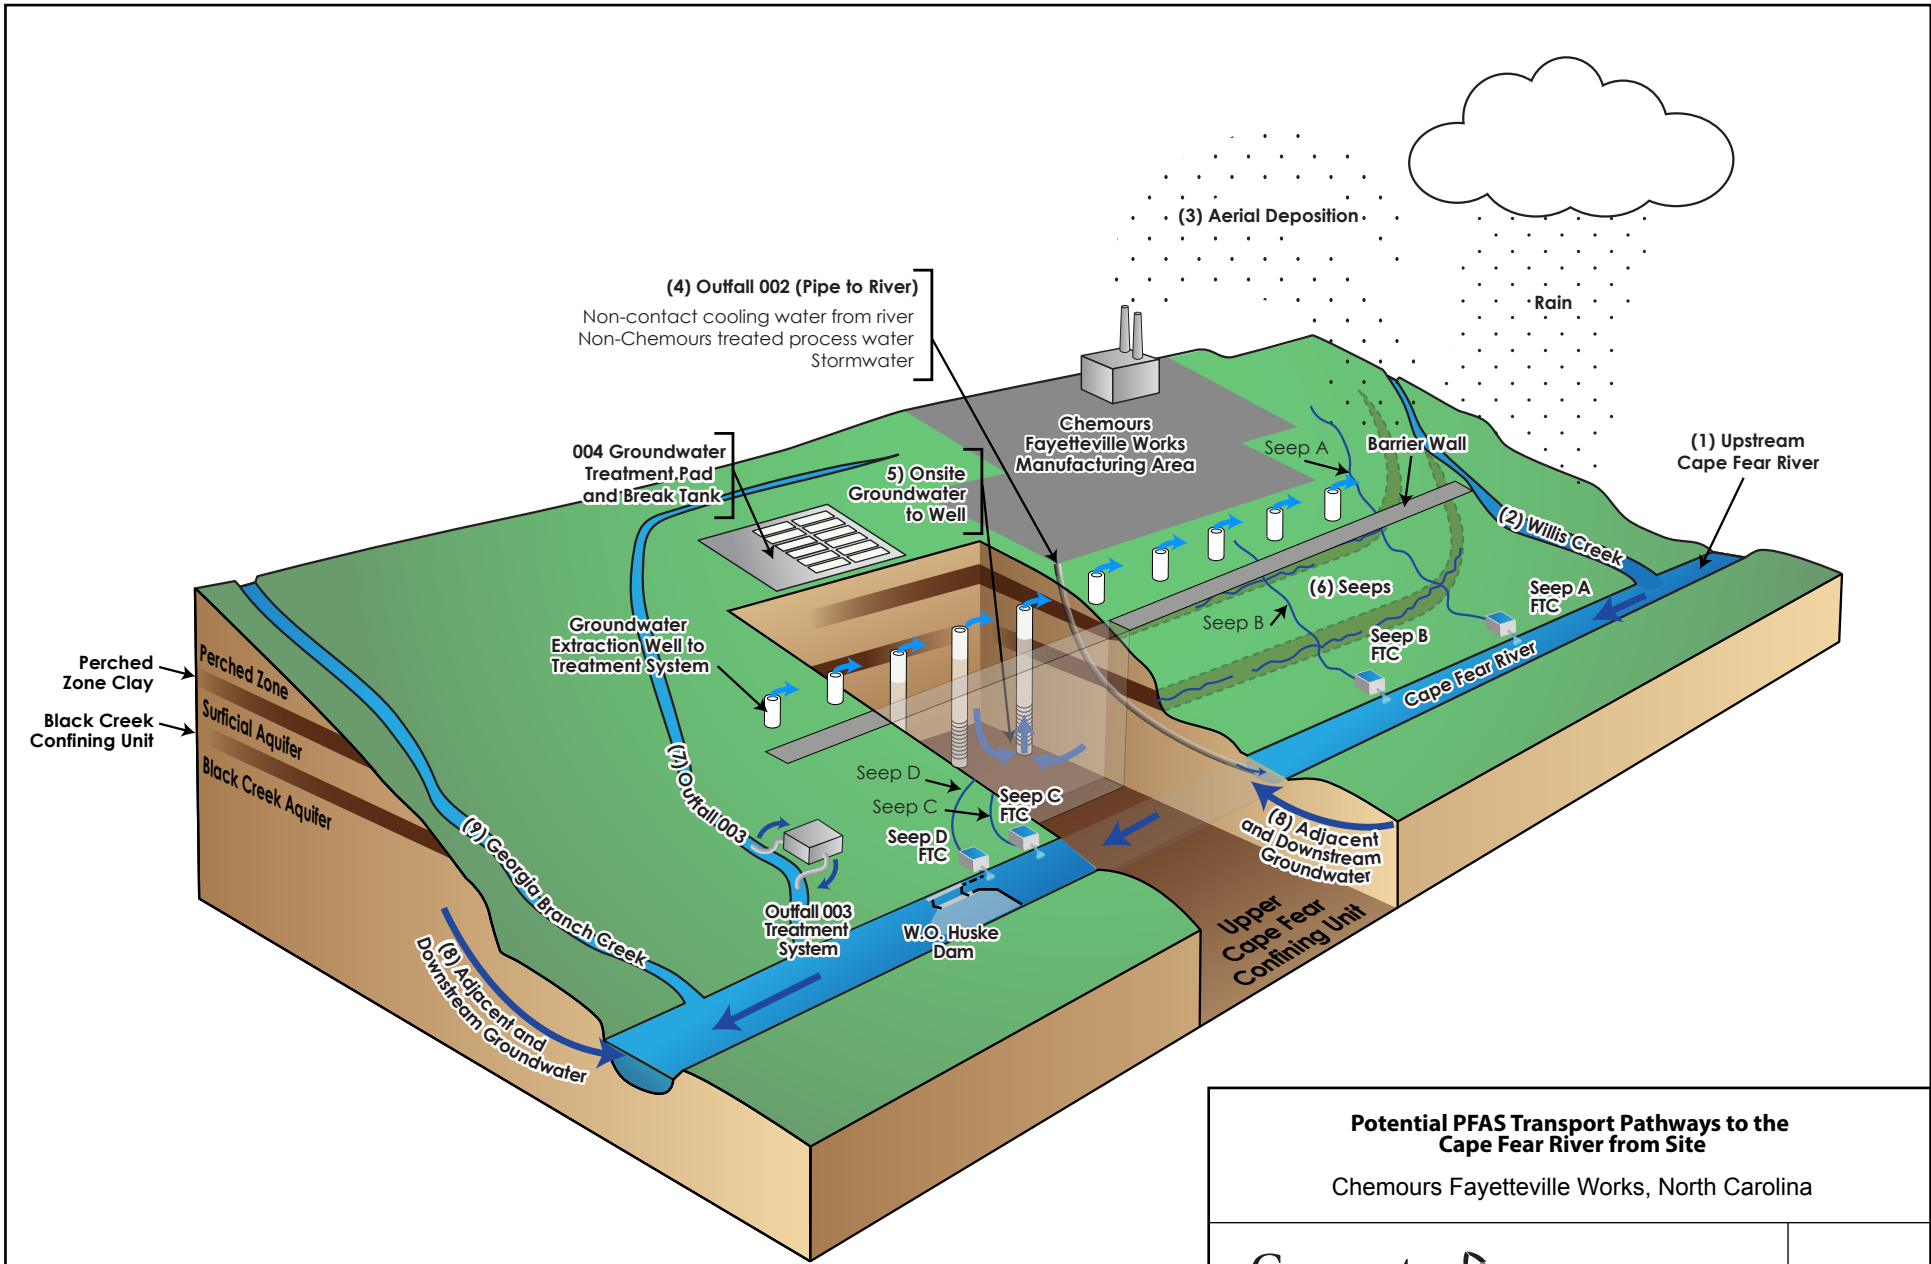 (3) Aerial Deposition
Rain
(4) Outfall 002 (Pipe to River)
Non-contact cooling water from river
Non-Chemours treated process water
Stormwater
004 Groundwater
Treatment Pad
and Break Tank
5) Onsite
Groundwater
to Well
Chemours
Fayetteville Works
Manufacturing Area
Seep A
Barrier Wall
(1) Upstream
Cape Fear River
(2) Willis Creek
(6) Seeps
Seep A
FTC
Seep B
Seep B
FTC
Cape Fear River
Groundwater
Extraction Well to
Treatment System
Perched
Zone Clay
Black Creek
Confining Unit
Perched Zone
Surficial Aquifer
Black Creek Aquifer
(7) Outfall 003
Seep D
Seep C
Seep C
FTC
Seep D
FTC
(8) Adjacent
and Downstream
Groundwater
(9) Georgia Branch Creek
Outfall 003
Treatment
System
W.O. Huske
Dam
Upper
Cape Fear
Confining Unit
(8) Adjacent and
Downstream Groundwater
Potential PFAS Transport Pathways to the
Cape Fear River from Site
Chemours Fayetteville Works, North Carolina